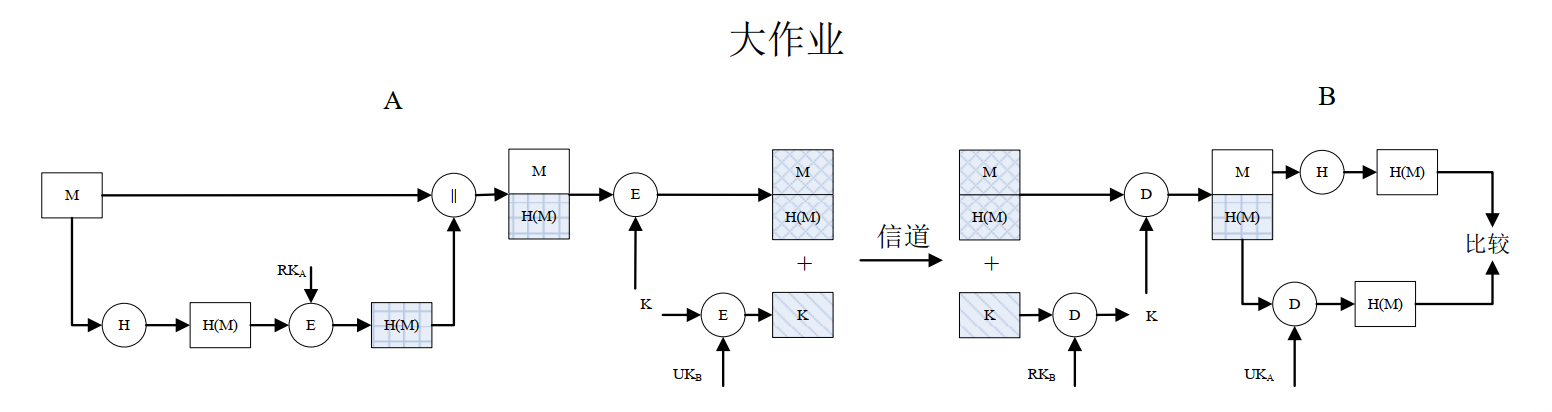 大作业
A
B
M
‖
M
H(M)
E
M
H(M)
+
信道
M
H(M)
+
D
M
H(M)
H
H(M)
比较
H
H(M)
RKA
E
H(M)
K
E
K
UKB
K
D
K
RKB
D
H(M)
UKA